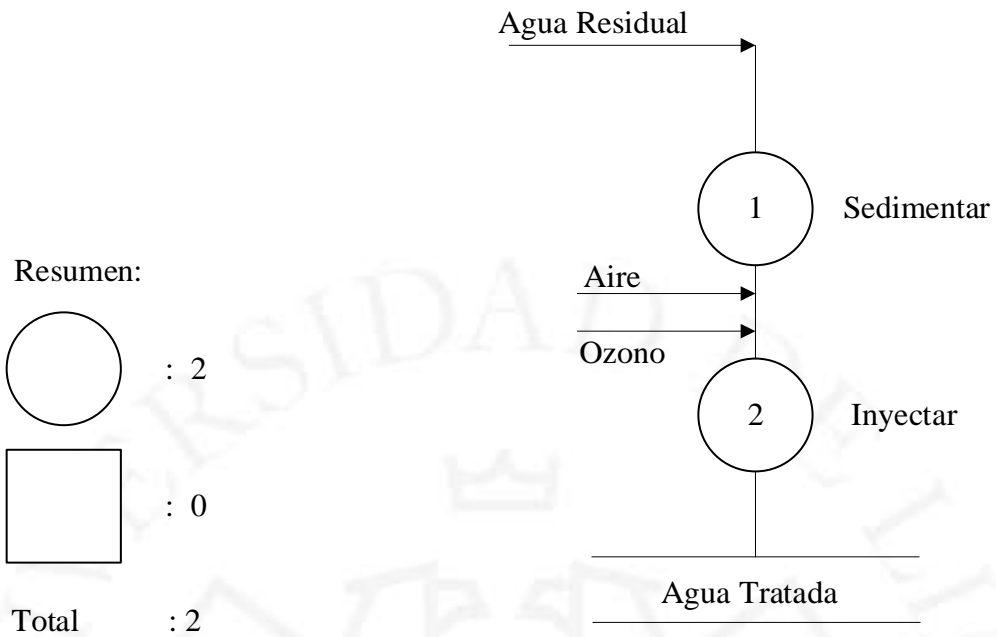 Agua Residual
1 Sedimentar
Resumen:
Aire
Ozono
: 2
2 Inyectar
: 0
Agua Tratada
Total : 2